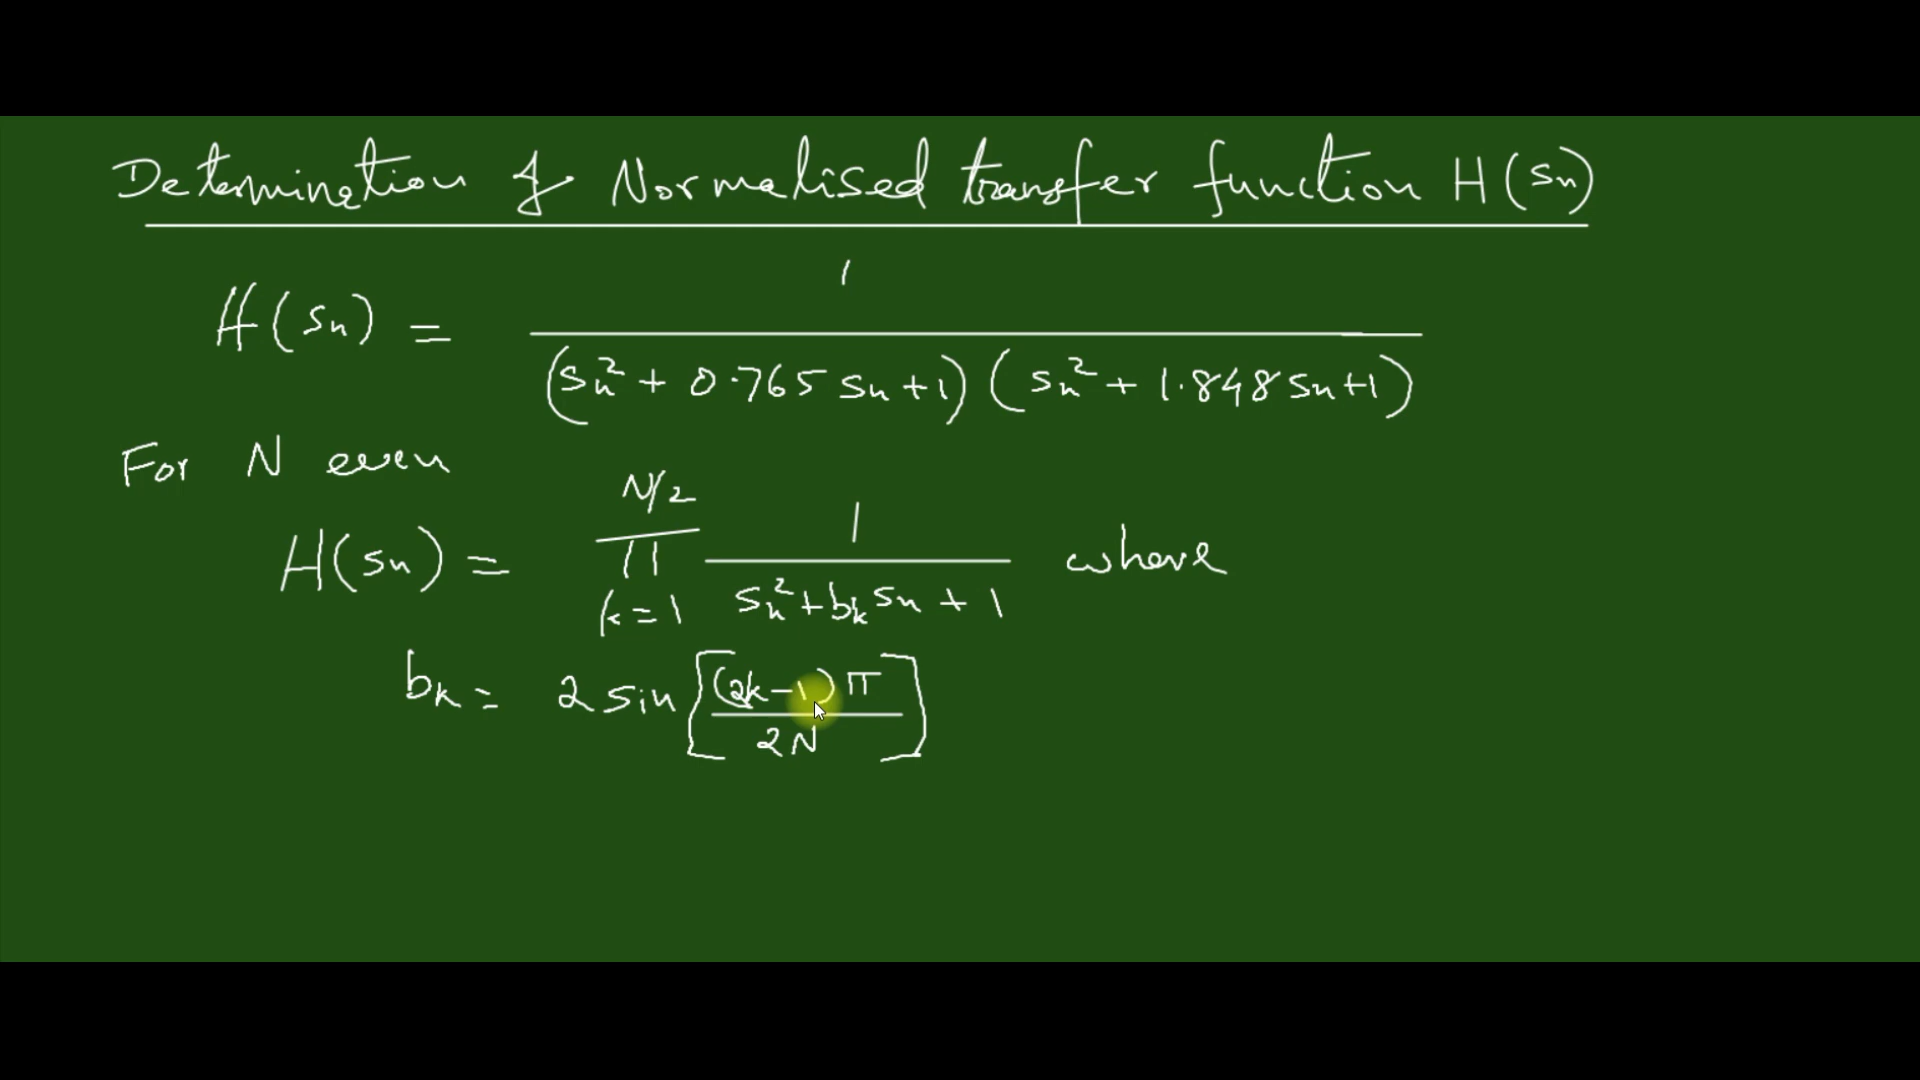 Determination of Normalised transfer function H(sn)
H(sn) = 1 / (sn² + 0.765 sn + 1) (sn² + 1.848 sn + 1)
For N even
H(sn) = N/2 π k=1 1 / sn² + bk sn + 1 where
bk = 2 sin [(2k-1)π / 2N]